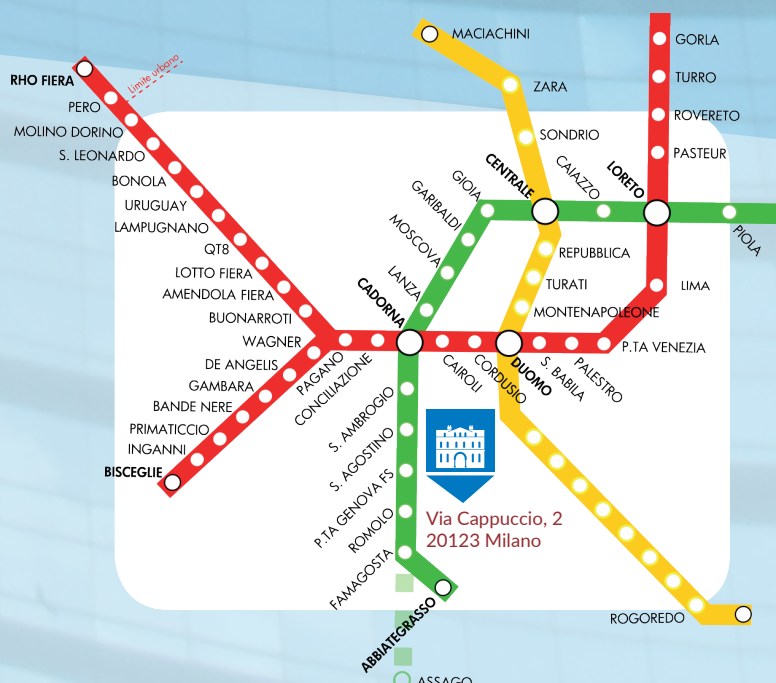 MACIACHINI
ZARA
SONDRIO
CENTRALE
REPUBBLICA
TURATI
MONTENAPOLEONE
DUOMO
ROGOREDO
GORLA
TURRO
ROVERETO
PASTEUR
LORETO
LIMA
P.TA VENEZIA
PALESTRO
S. BABILA
CORDUSIO
CAIROLI
CADORNA
CONCILIAZIONE
PAGANO
RHO FIERA
Limite urbano
PERO
MOLINO DORINO
S. LEONARDO
BONOLA
URUGUAY
LAMPUGNANO
QT8
LOTTO FIERA
AMENDOLA FIERA
BUONARROTI
WAGNER
DE ANGELIS
GAMBARA
BANDE NERE
PRIMATICCIO
INGANNI
BISCEGLIE
PIOLA
CAIAZZO
GIOIA
GARIBALDI
MOSCOVA
LANZA
S. AMBROGIO
S. AGOSTINO
P.TA GENOVA FS
ROMOLO
FAMAGOSTA
ABBIATEGRASSO
ASSAGO
Via Cappuccio, 2
20123 Milano